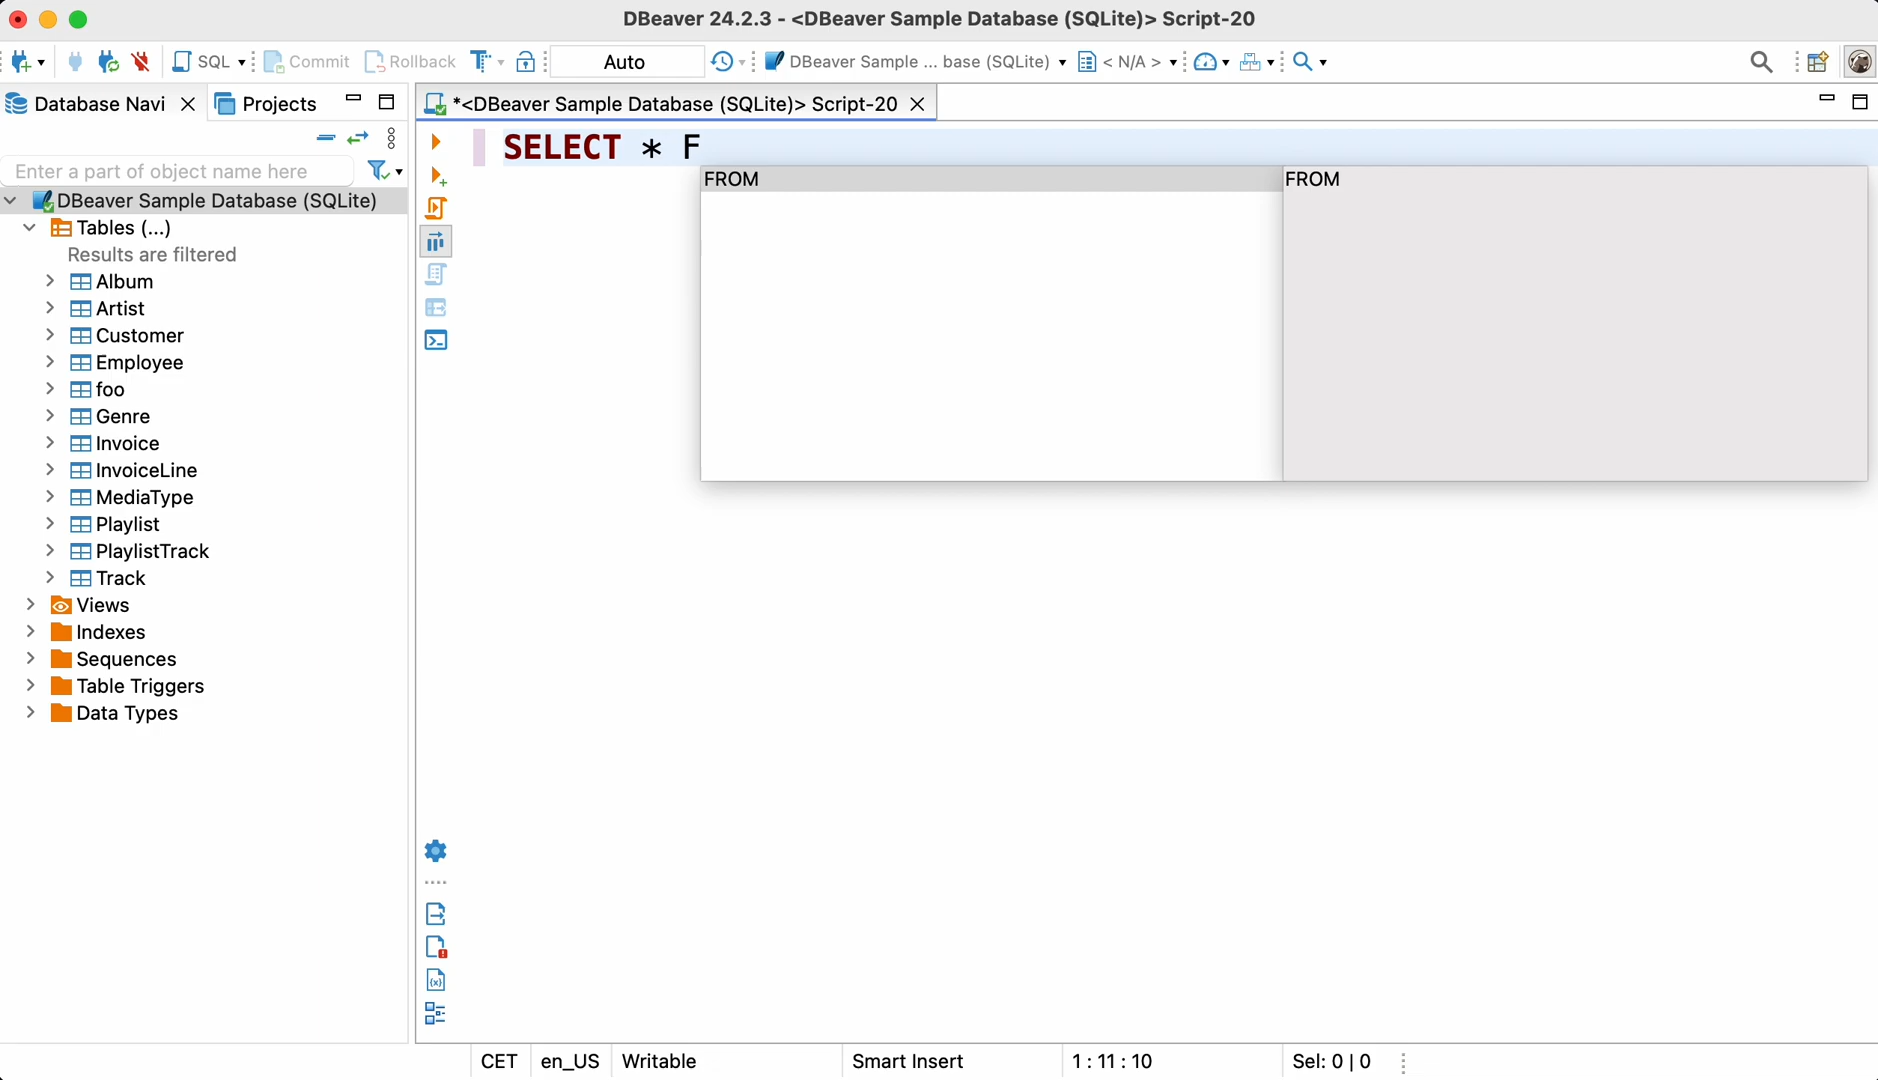 DBeaver 24.2.3 - <DBeaver Sample Database (SQLite)> Script-20
SQL
Commit
Rollback
Auto
DBeaver Sample ... base (SQLite)
< N/A >
Database Navi
Projects
*<DBeaver Sample Database (SQLite)> Script-20
Enter a part of object name here
DBeaver Sample Database (SQLite)
Tables (...)
Results are filtered
Album
Artist
Customer
Employee
foo
Genre
Invoice
InvoiceLine
MediaType
Playlist
PlaylistTrack
Track
Views
Indexes
Sequences
Table Triggers
Data Types
SELECT * F
FROM
FROM
CET
en_US
Writable
Smart Insert
1 : 11 : 10
Sel: 0 | 0